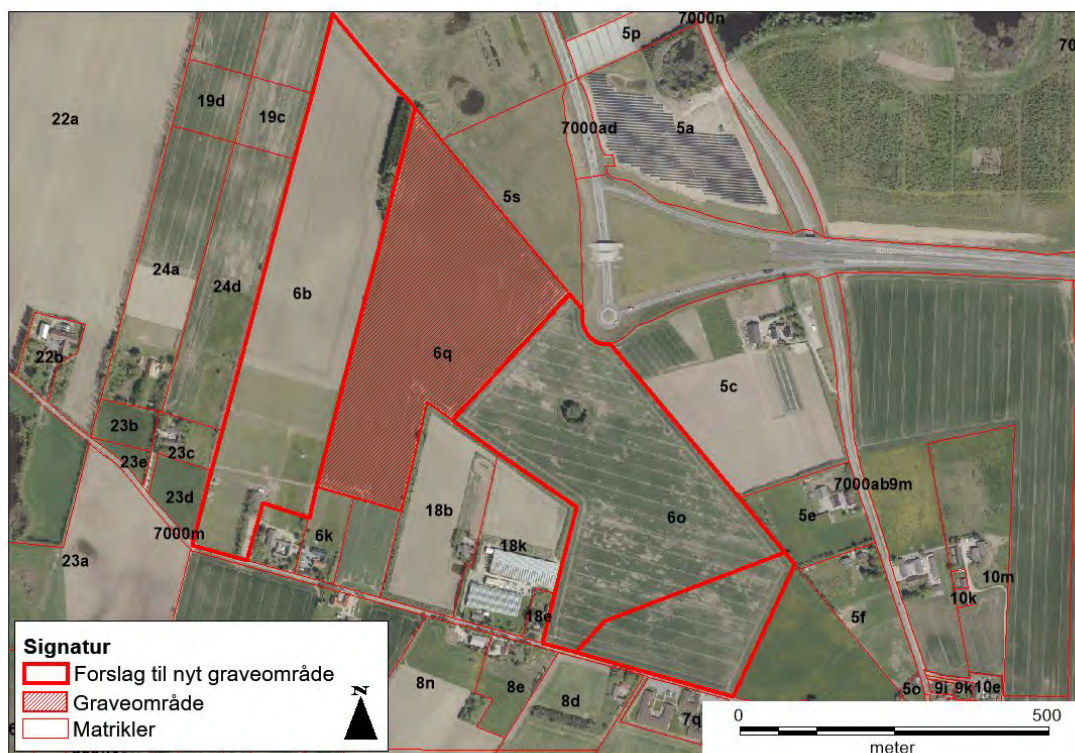 7000n
5p
22a
19d
19c
7000ad
5a
5s
24a
24d
6b
22b
6q
5c
23b
23c
23e
23d
7000ab9m
5e
18b
6o
7000m
23a
6k
18k
10m
10k
18e
5f
8n
8e
8d
7q
5o
9i
9k
10e
Signatur
Forslag til nyt graveområde
Graveområde
Matrikler
N
0
500
meter